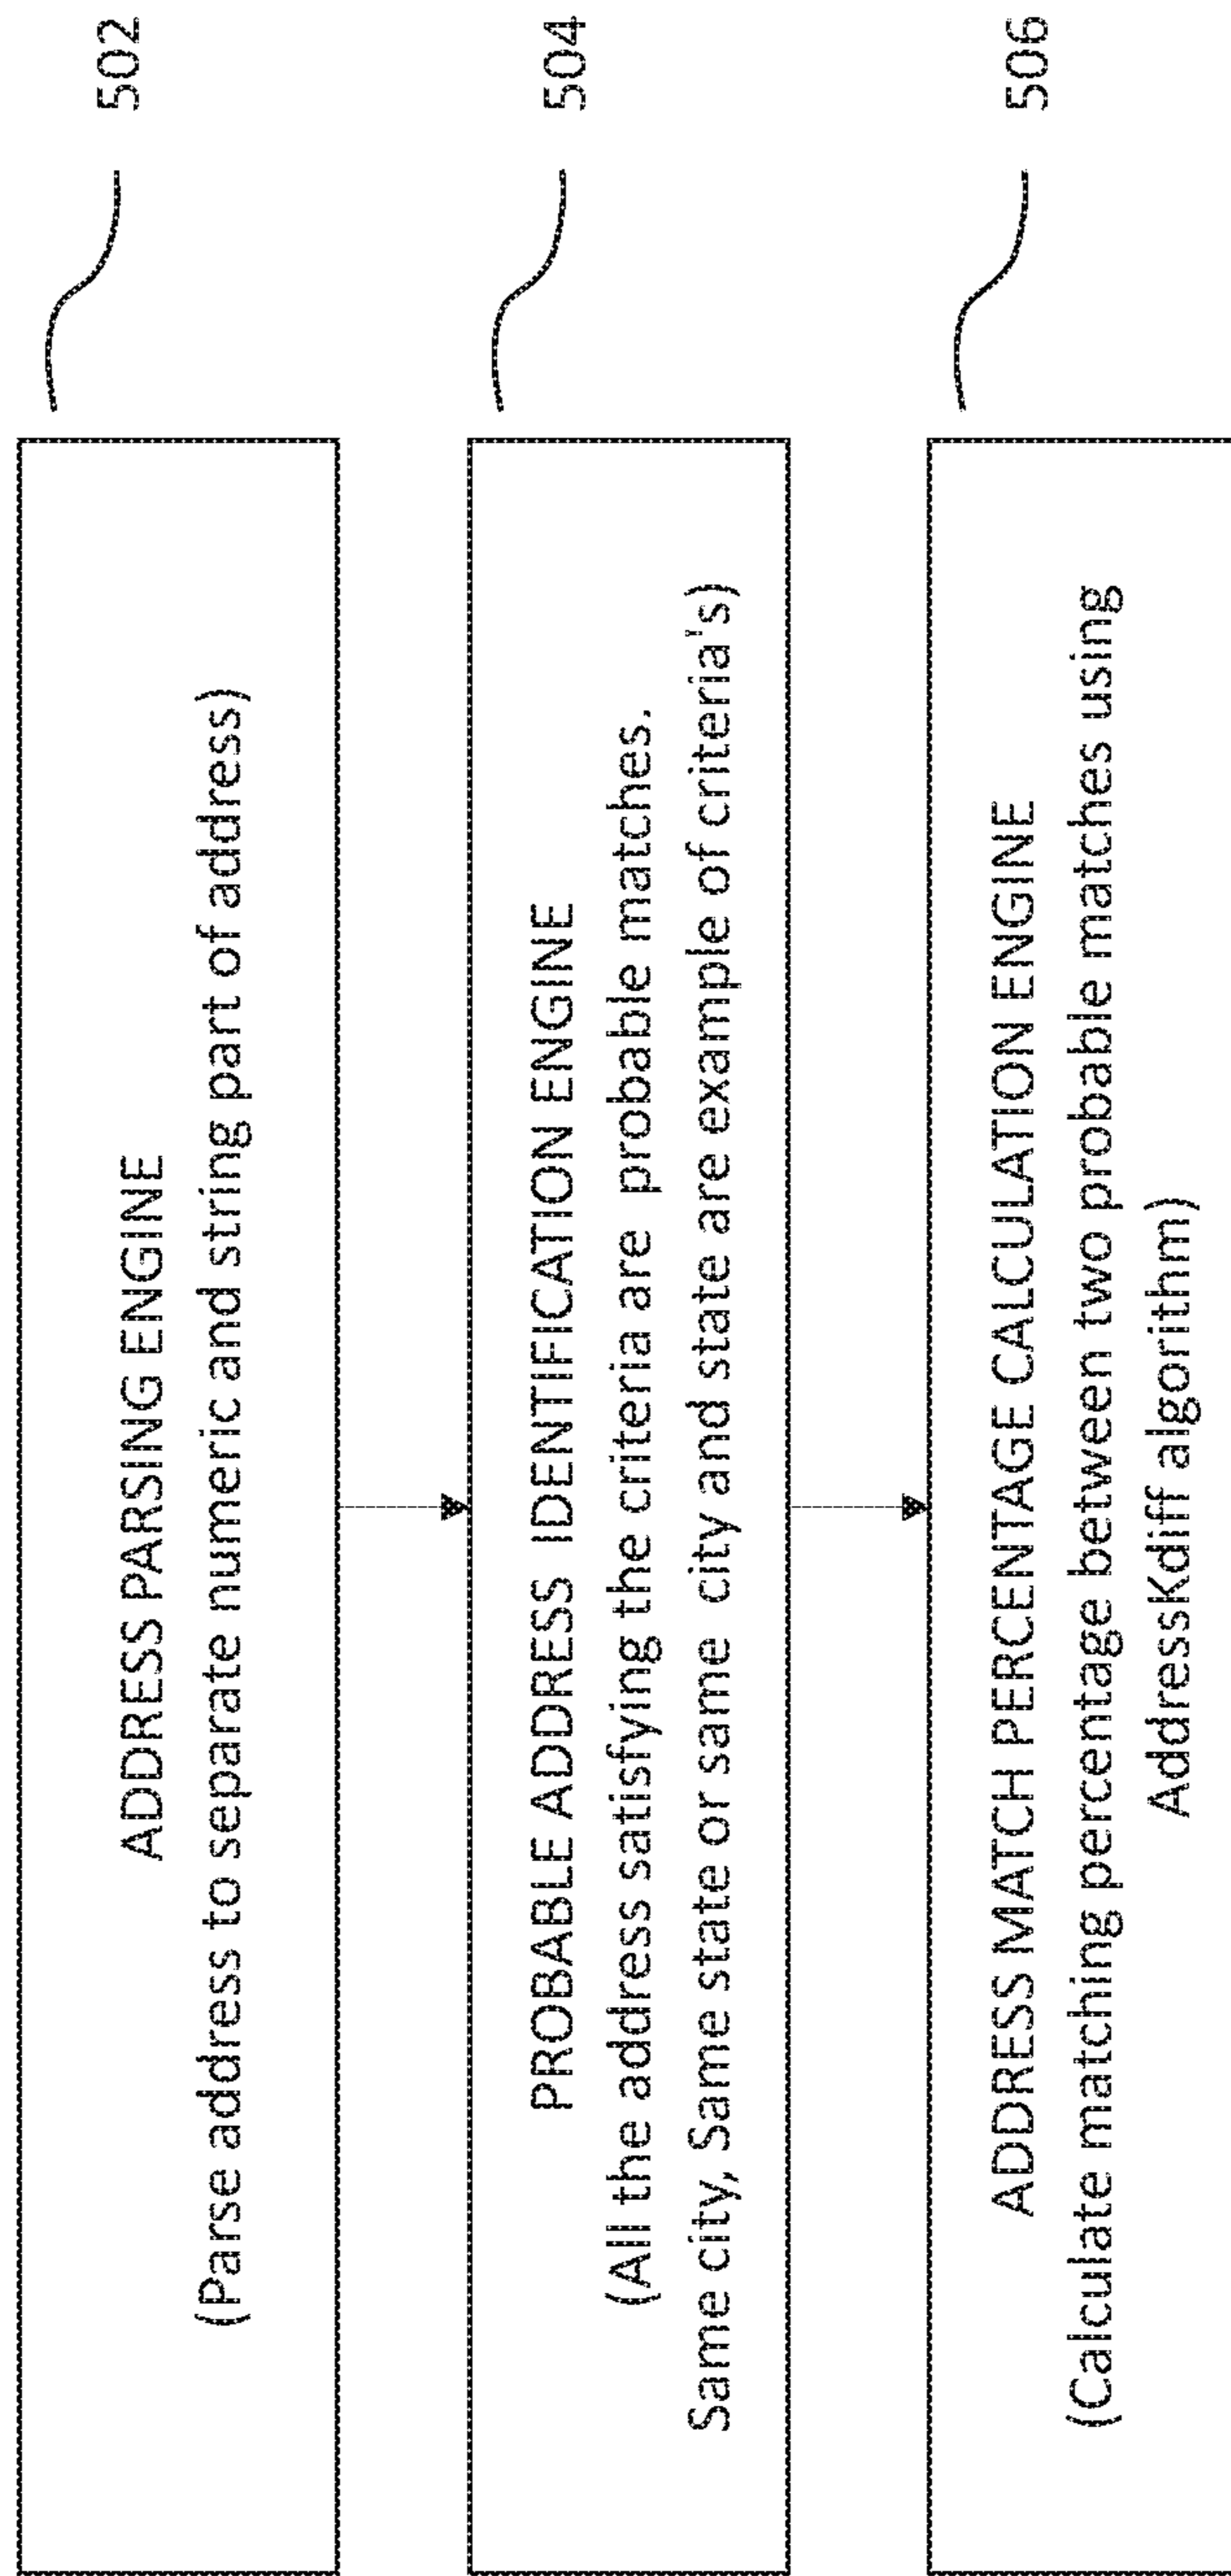 ADDRESS PARSING ENGINE
(Parse address to separate numeric and string part of address)
502
PROBABLE ADDRESS IDENTIFICATION ENGINE
(All the address satisfying the criteria are probable matches.
Same city, Same state or same city and state are example of criteria's)
504
ADDRESS MATCH PERCENTAGE CALCULATION ENGINE
(Calculate matching percentage between two probable matches using
AddressKdiff algorithm)
506